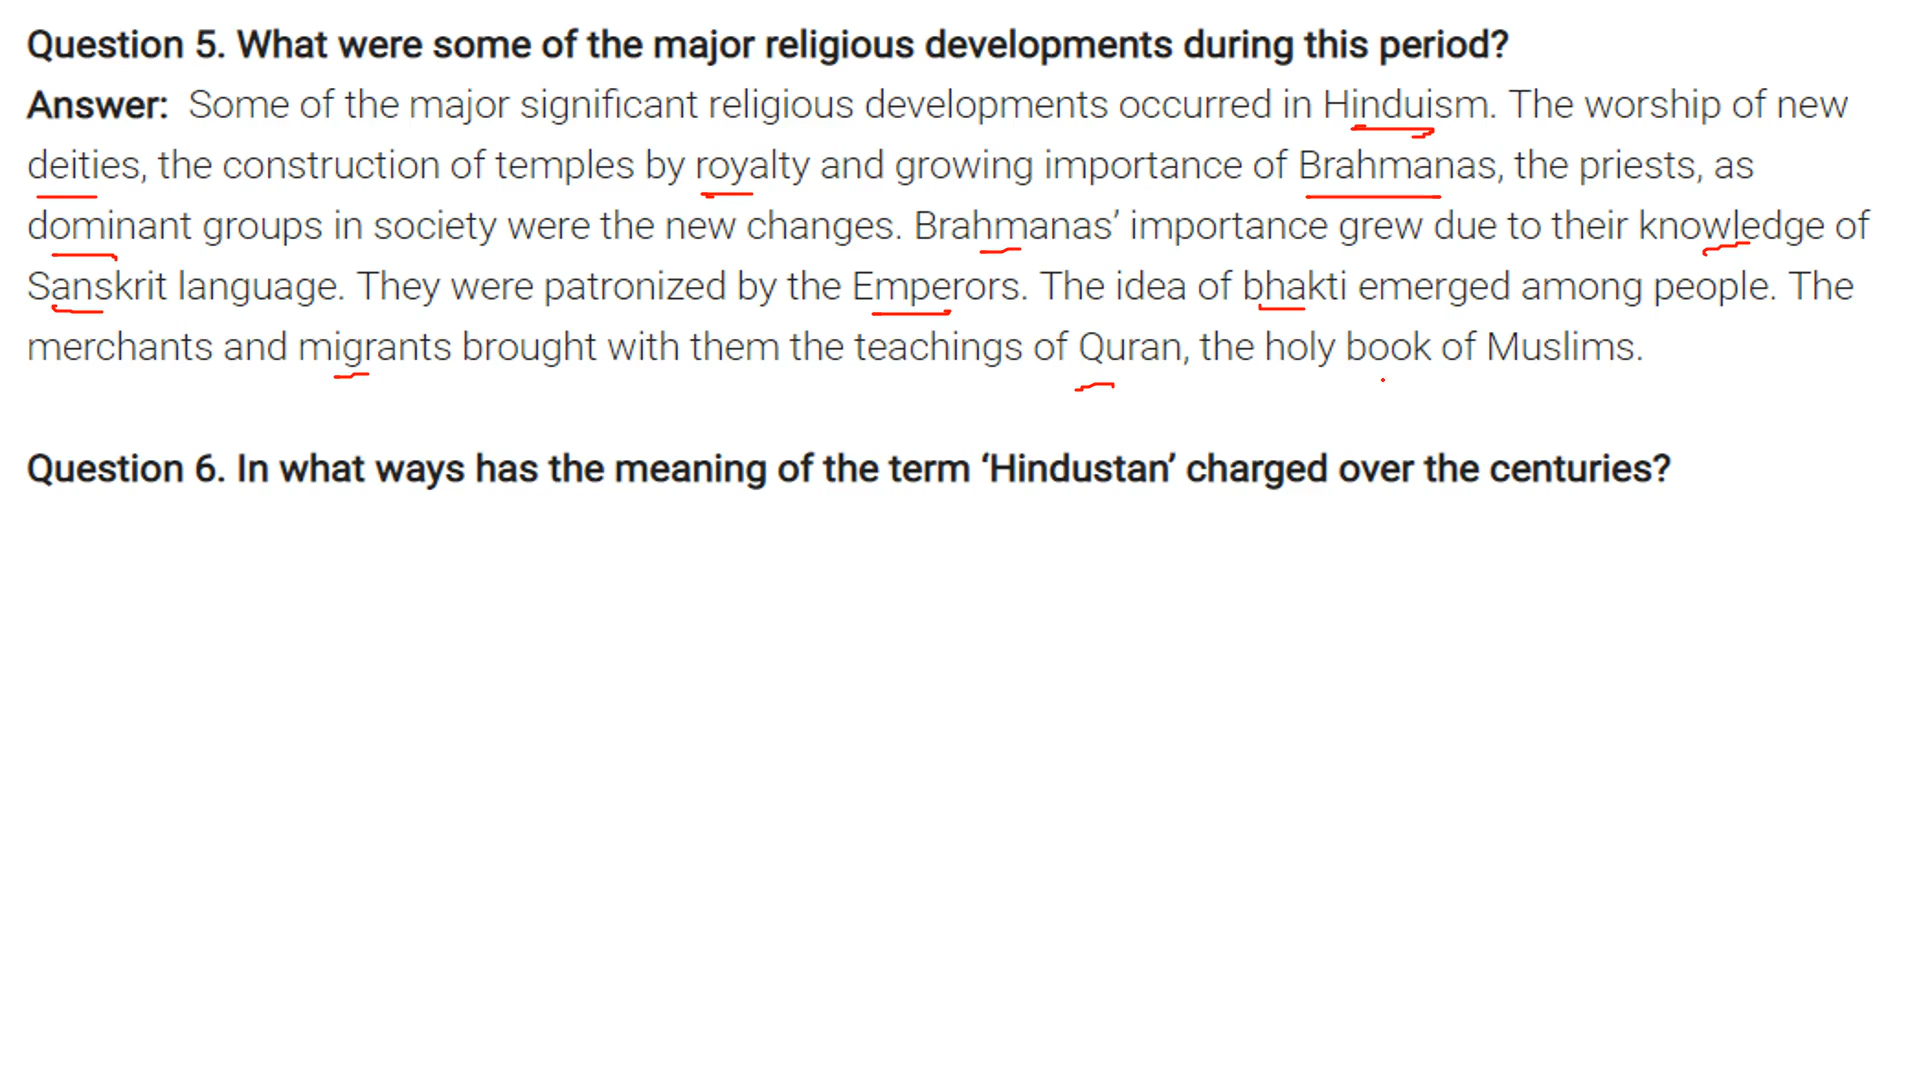 Question 5. What were some of the major religious developments during this period?
Answer: Some of the major significant religious developments occurred in Hinduism. The worship of new
deities, the construction of temples by royalty and growing importance of Brahmanas, the priests, as
dominant groups in society were the new changes. Brahmanas’ importance grew due to their knowledge of
Sanskrit language. They were patronized by the Emperors. The idea of bhakti emerged among people. The
merchants and migrants brought with them the teachings of Quran, the holy book of Muslims.
Question 6. In what ways has the meaning of the term ‘Hindustan’ charged over the centuries?